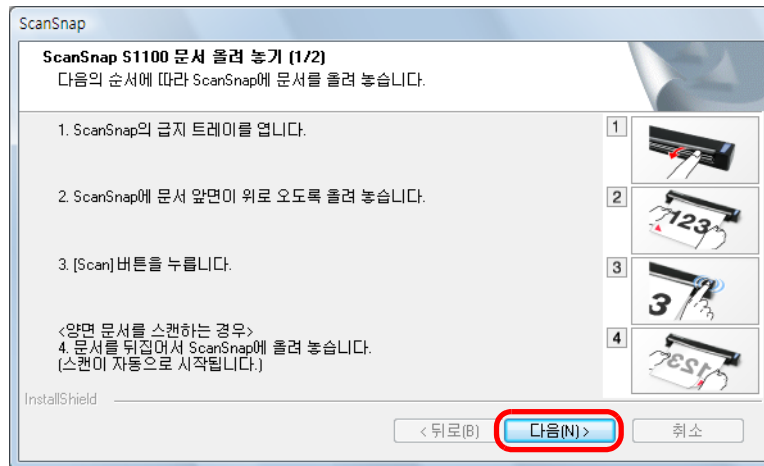 ScanSnap
ScanSnap S1100 문서 올려 놓기 (1/2)
다음의 순서에 따라 ScanSnap에 문서를 올려 놓습니다.
1. ScanSnap의 급지 트레이를 엽니다.
1
2. ScanSnap에 문서 앞면이 위로 오도록 올려 놓습니다.
2
123
3. [Scan] 버튼을 누릅니다.
3
3
<양면 문서를 스캔하는 경우>
4. 문서를 뒤집어서 ScanSnap에 올려 놓습니다.
(스캔이 자동으로 시작됩니다.)
4
123
InstallShield
< 뒤로(B)
다음(N) >
취소